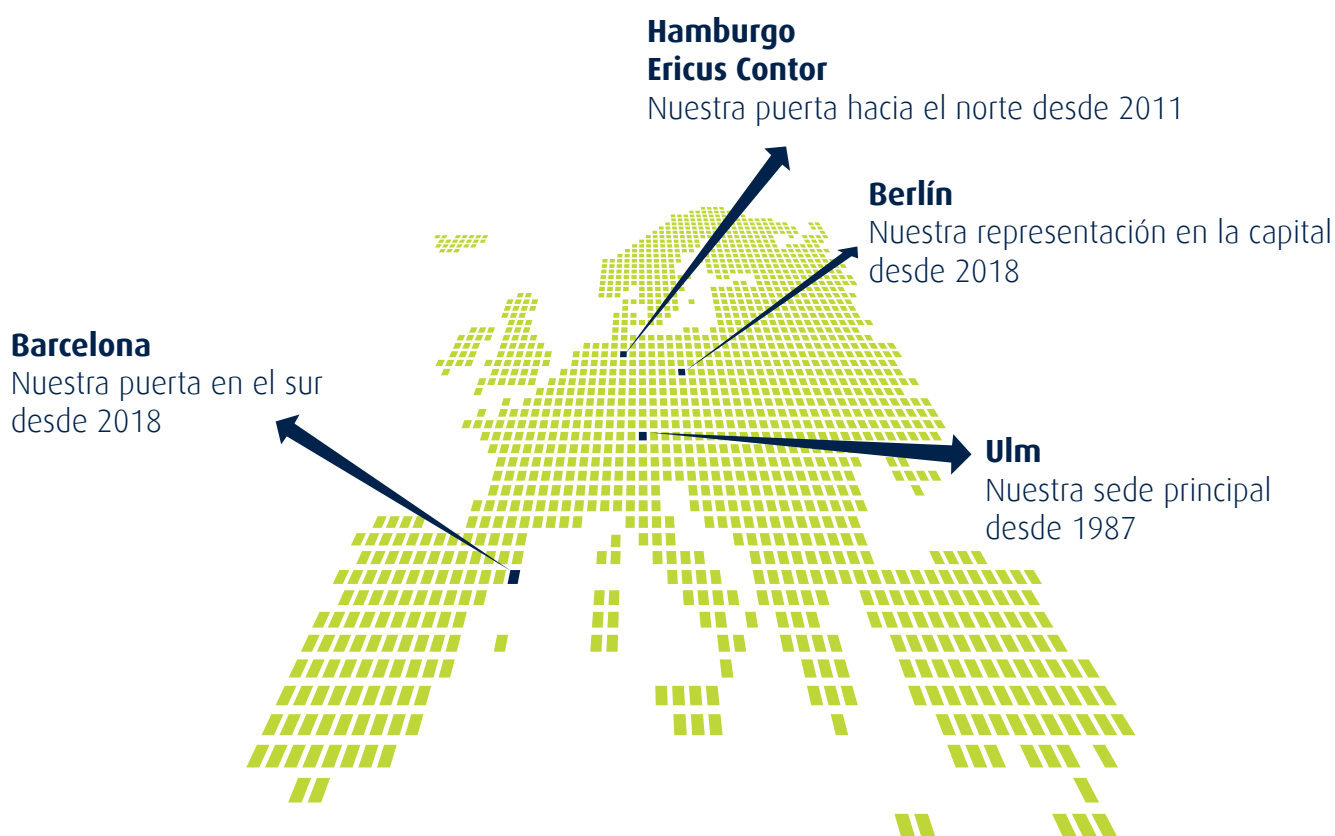 Hamburgo
Ericus Contor
Nuestra puerta hacia el norte desde 2011
Berlín
Nuestra representación en la capital
desde 2018
Barcelona
Nuestra puerta en el sur
desde 2018
Ulm
Nuestra sede principal
desde 1987